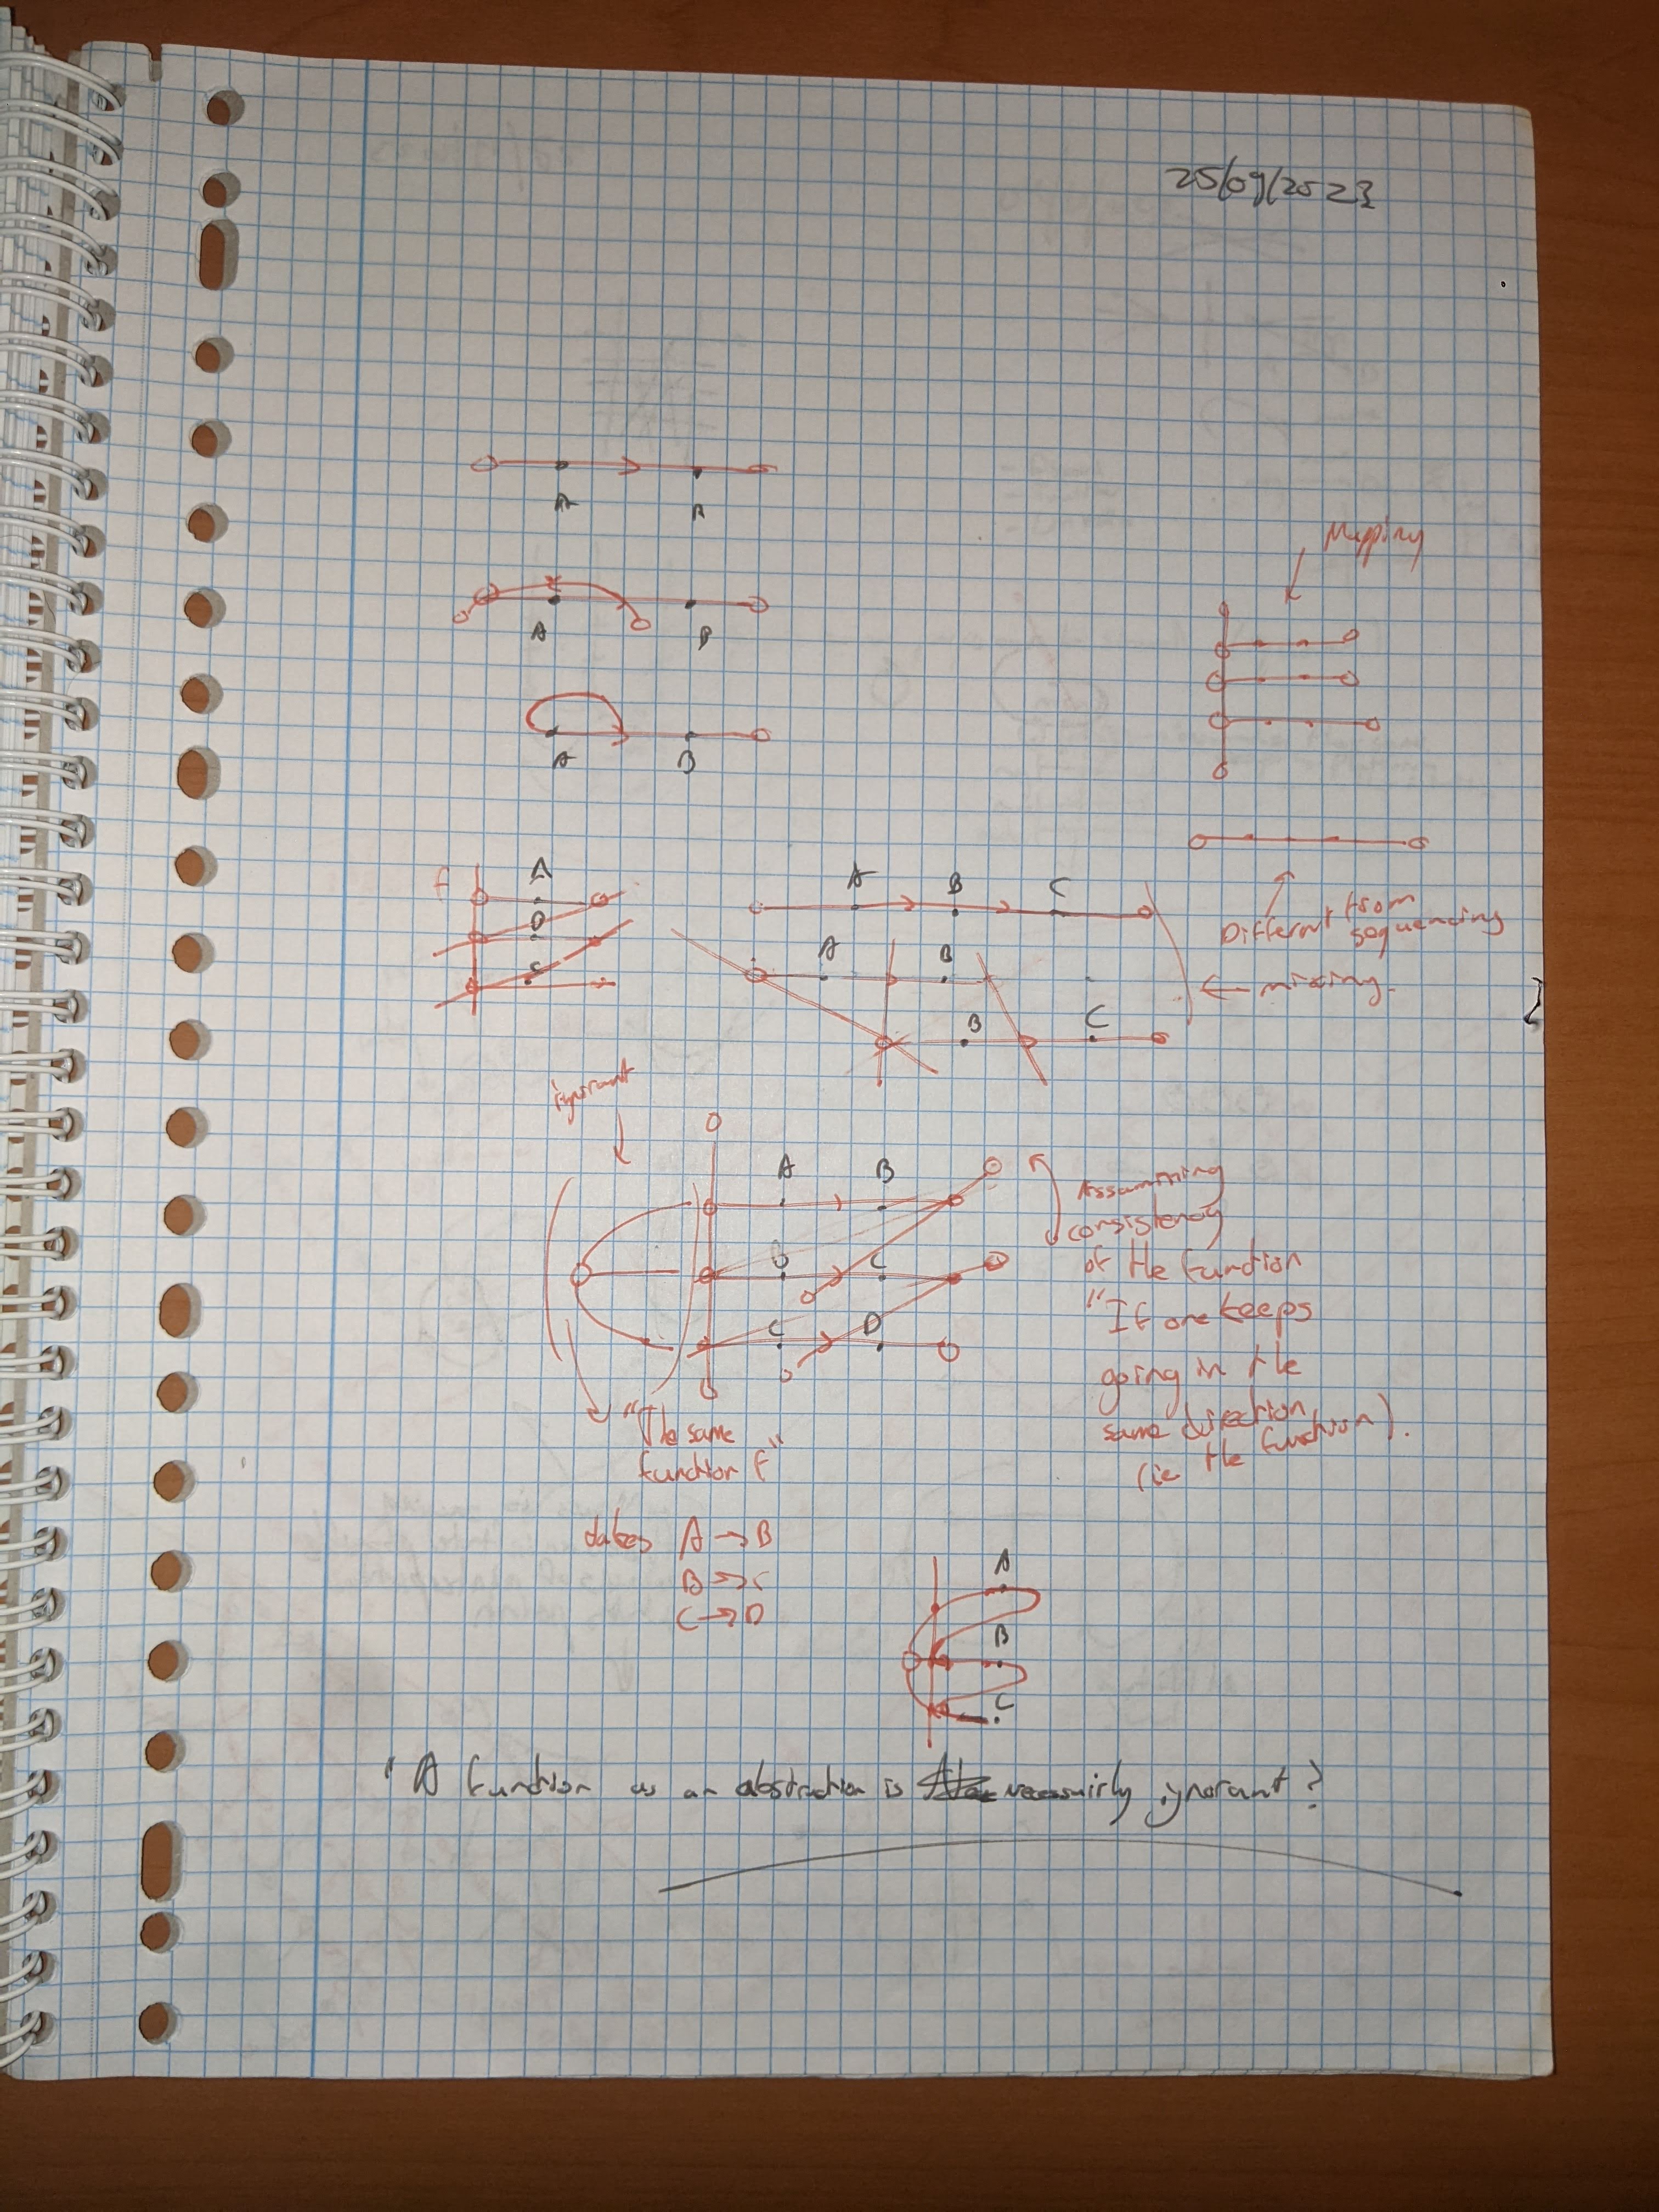 25/09/2023
A B
Mapping
A B
A B
f A
B
C
A B C
Different from
sequencing
A B
← mixing.
B C
ignorant
A B
B C
C D
Assumming
consistency
of the function
"If one keeps
going in the
same direction
(ie the function).
"The same
function f"
takes A → B
B → C
C → D
A
B
C
"A function as an abstraction is necessairly ignorant?